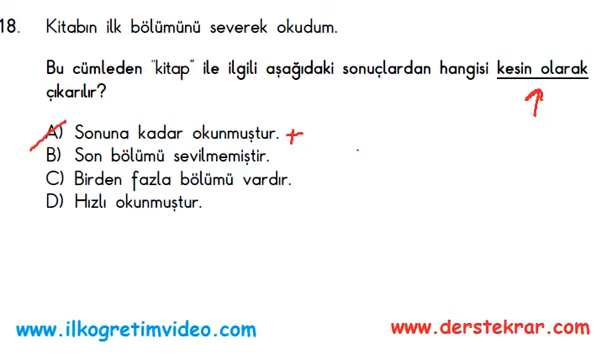 18. Kitabın ilk bölümünü severek okudum.
Bu cümleden "kitap" ile ilgili aşağıdaki sonuçlardan hangisi kesin olarak
çıkarılır?
A) Sonuna kadar okunmuştur. +
B) Son bölümü sevilmemiştir.
C) Birden fazla bölümü vardır.
D) Hızlı okunmuştur.
www.ilkogretimvideo.com www.derstekrar.com